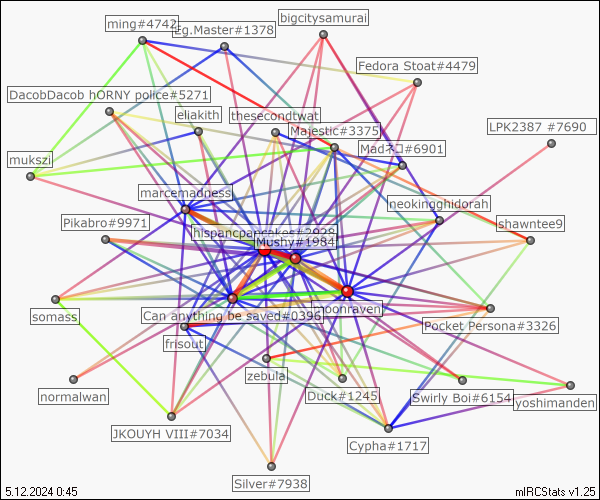 bigcitysamurai
ming#4742
Eg.Master#1378
Fedora Stoat#4479
DacobDacob hORNY police#5271
eliakith
thesecondtwat
Majestic#3375
LPK2387 #7690
Madネコ#6901
mukszi
marcemadness
neokingghidorah
Pikabro#9971
hispancpancakes#2928
shawntee9
Mushy#1984
somass
Can anything be saved#0396
moonraven
Pocket Persona#3326
frisout
zebula
normalwan
Duck#1245
Swirly Boi#6154
yoshimanden
JKOUYH VIII#7034
Cypha#1717
Silver#7938
5.12.2024 0:45
mIRCStats v1.25